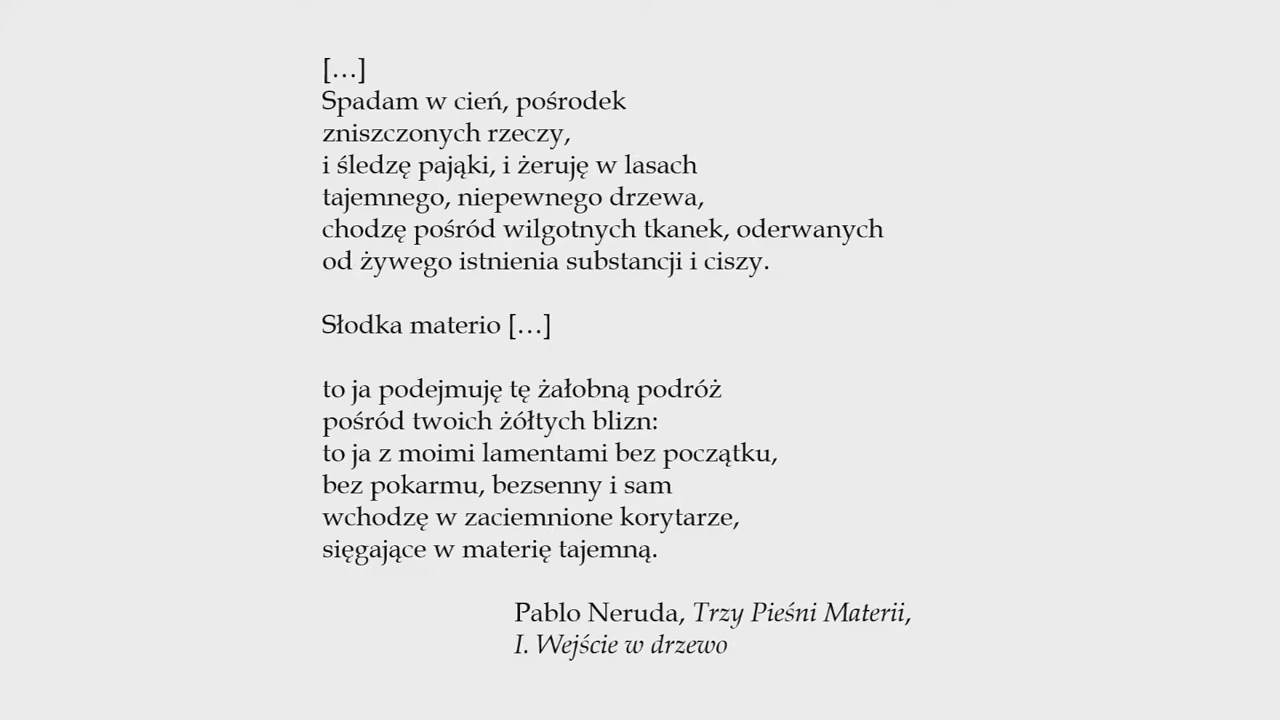 […]
Spadam w cień, pośrodek
zniszczonych rzeczy,
i śledzę pająki, i żeruję w lasach
tajemnego, niepewnego drzewa,
chodzę pośród wilgotnych tkanek, oderwanych
od żywego istnienia substancji i ciszy.
Słodka materio […]
to ja podejmuję tę żałobną podróż
pośród twoich żółtych blizn:
to ja z moimi lamentami bez początku,
bez pokarmu, bezsenny i sam
wchodzę w zaciemnione korytarze,
sięgające w materię tajemną.
Pablo Neruda, Trzy Pieśni Materii,
I. Wejście w drzewo